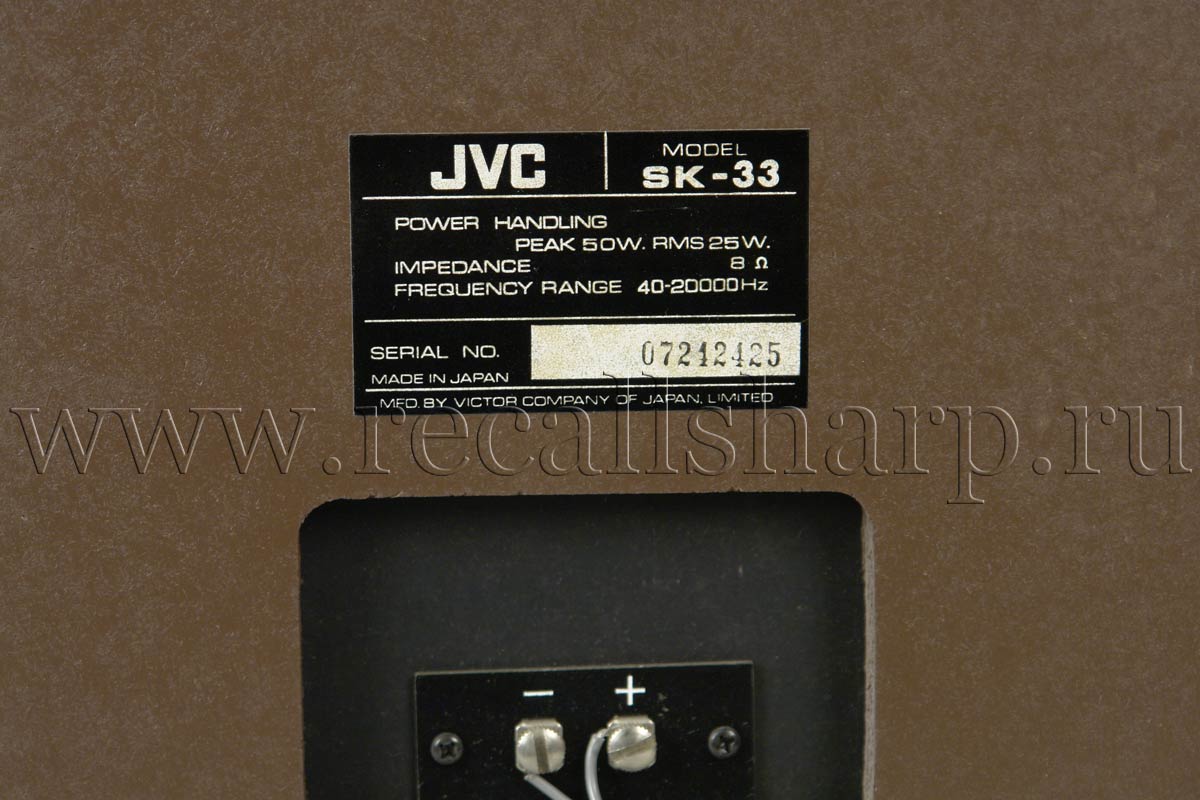 JVC
MODEL
SK-33
POWER HANDLING
PEAK 50W. RMS 25W.
IMPEDANCE 8 Ω
FREQUENCY RANGE 40-20000Hz
SERIAL NO. 07242425
MADE IN JAPAN
MFD. BY VICTOR COMPANY OF JAPAN, LIMITED
www.recallsharp.ru
− +